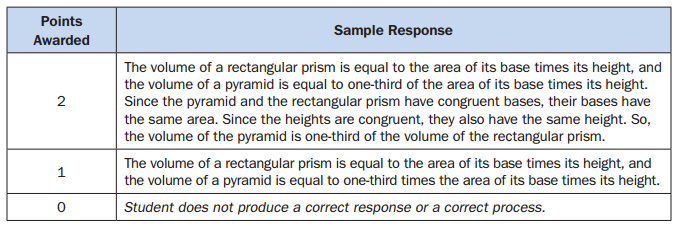 Points
Awarded
Sample Response
2
The volume of a rectangular prism is equal to the area of its base times its height, and
the volume of a pyramid is equal to one-third of the area of its base times its height.
Since the pyramid and the rectangular prism have congruent bases, their bases have
the same area. Since the heights are congruent, they also have the same height. So,
the volume of the pyramid is one-third of the volume of the rectangular prism.
1
The volume of a rectangular prism is equal to the area of its base times its height, and
the volume of a pyramid is equal to one-third times the area of its base times its height.
0
Student does not produce a correct response or a correct process.